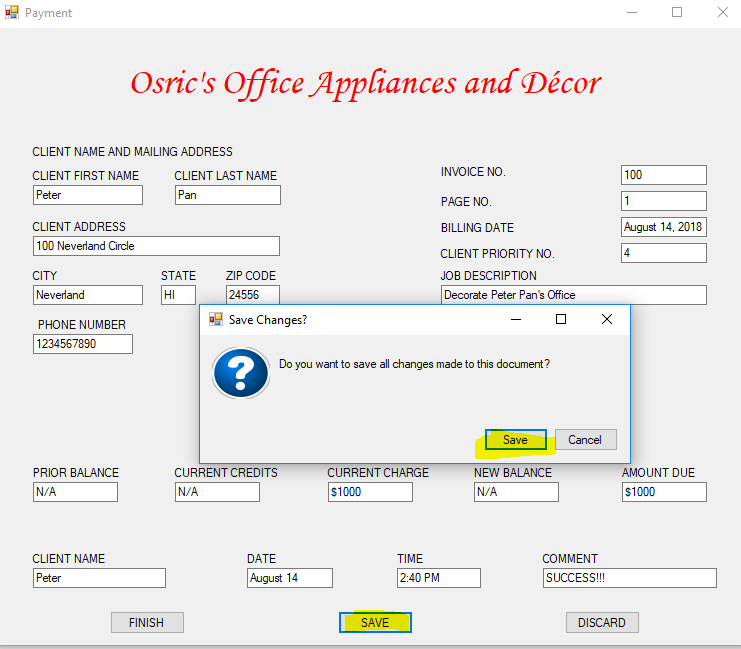 Payment
Osric's Office Appliances and Décor
CLIENT NAME AND MAILING ADDRESS
CLIENT FIRST NAME CLIENT LAST NAME
Peter Pan
INVOICE NO. 100
PAGE NO. 1
CLIENT ADDRESS
100 Neverland Circle
BILLING DATE August 14, 2018
CLIENT PRIORITY NO. 4
CITY STATE ZIP CODE
Neverland HI 24556
JOB DESCRIPTION
Decorate Peter Pan's Office
PHONE NUMBER
1234567890
Save Changes?
Do you want to save all changes made to this document?
Save Cancel
PRIOR BALANCE CURRENT CREDITS CURRENT CHARGE NEW BALANCE AMOUNT DUE
N/A N/A $1000 N/A $1000
CLIENT NAME DATE TIME COMMENT
Peter August 14 2:40 PM SUCCESS!!!
FINISH SAVE DISCARD